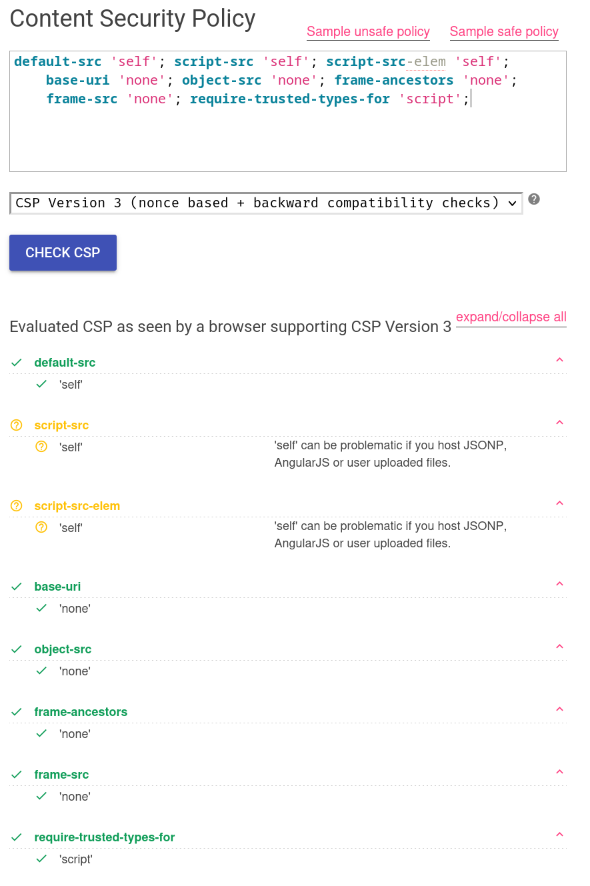 Content Security Policy
Sample unsafe policy Sample safe policy
default-src 'self'; script-src 'self'; script-src-elem 'self';
base-uri 'none'; object-src 'none'; frame-ancestors 'none';
frame-src 'none'; require-trusted-types-for 'script';
CSP Version 3 (nonce based + backward compatibility checks)
?
CHECK CSP
Evaluated CSP as seen by a browser supporting CSP Version 3
expand/collapse all
default-src
'self'
script-src
'self'
'self' can be problematic if you host JSONP,
AngularJS or user uploaded files.
script-src-elem
'self'
'self' can be problematic if you host JSONP,
AngularJS or user uploaded files.
base-uri
'none'
object-src
'none'
frame-ancestors
'none'
frame-src
'none'
require-trusted-types-for
'script'